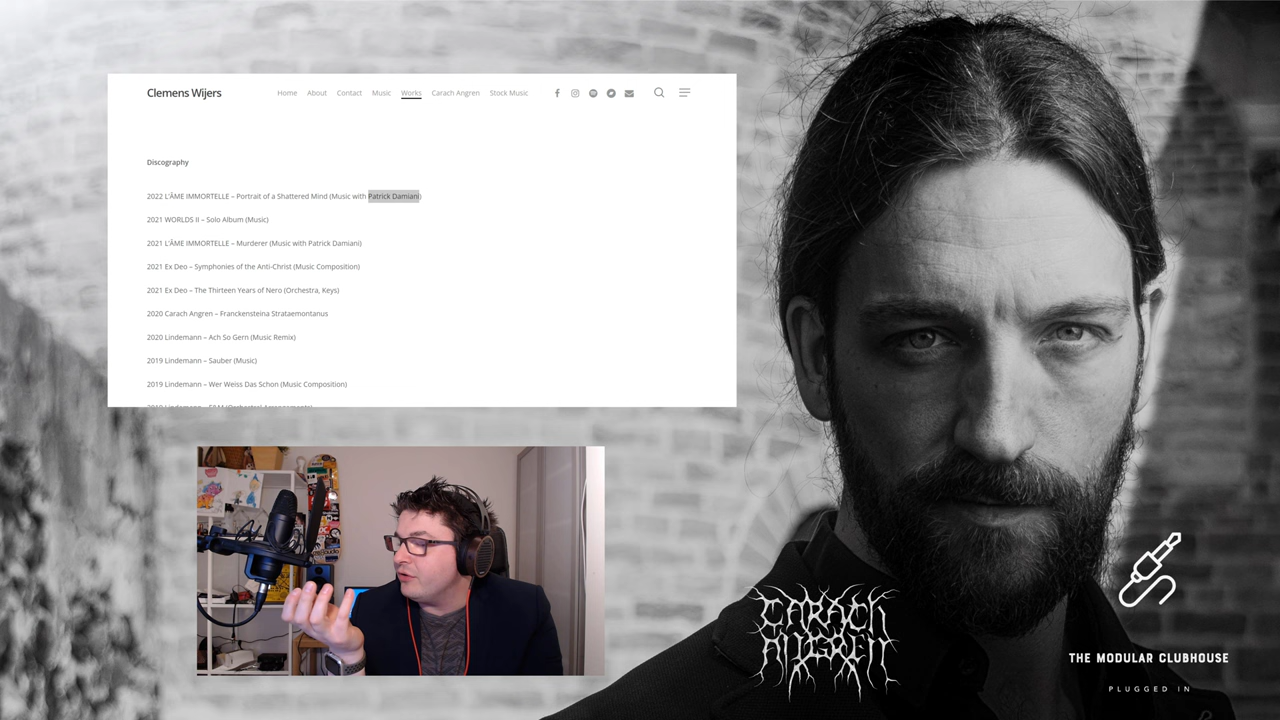 Clemens Wijers
Home About Contact Music Works Carach Angren Stock Music
Discography
2022 L'ÂME IMMORTELLE – Portrait of a Shattered Mind (Music with Patrick Damiani)
2021 WORLDS II – Solo Album (Music)
2021 L'ÂME IMMORTELLE – Murderer (Music with Patrick Damiani)
2021 Ex Deo – Symphonies of the Anti-Christ (Music Composition)
2021 Ex Deo – The Thirteen Years of Nero (Orchestra, Keys)
2020 Carach Angren – Franckensteina Strataemontanus
2020 Lindemann – Ach So Gern (Music Remix)
2019 Lindemann – Sauber (Music)
2019 Lindemann – Wer Weiss Das Schon (Music Composition)
CARACH
ANGREN
THE MODULAR CLUBHOUSE
PLUGGED IN